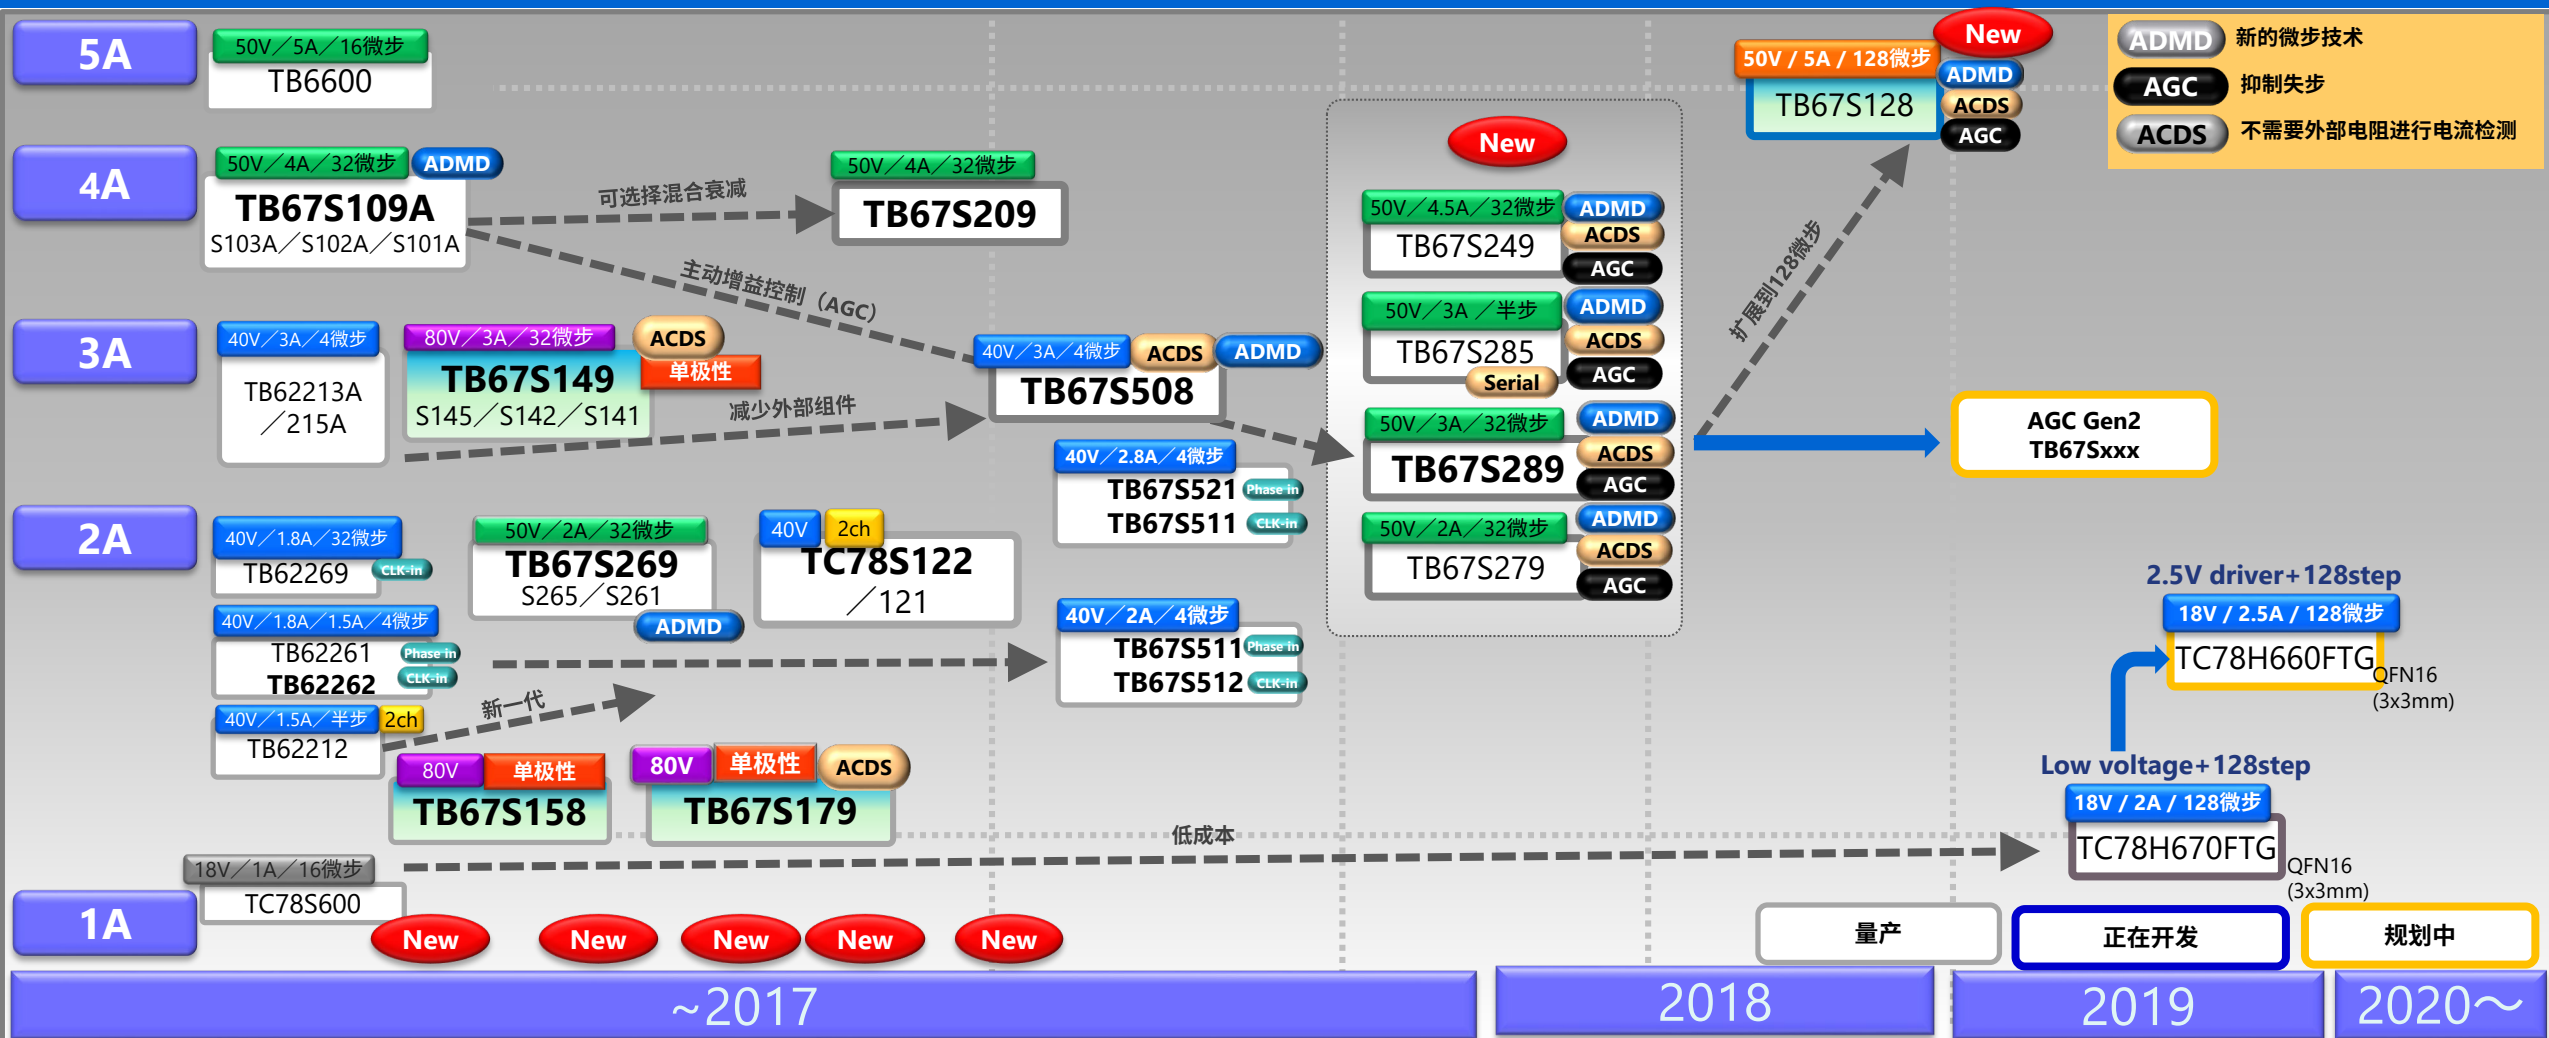 5A
50V／5A／16微步
TB6600
New
50V / 5A / 128微步
ADMD
TB67S128
ACDS
AGC
ADMD
新的微步技术
AGC
抑制失步
ACDS
不需要外部电阻进行电流检测
4A
50V／4A／32微步
ADMD
TB67S109A
S103A／S102A／S101A
可选择混合衰减
50V／4A／32微步
TB67S209
主动增益控制（AGC）
New
50V／4.5A／32微步
ADMD
TB67S249
ACDS
AGC
50V／3A ／半步
ADMD
TB67S285
ACDS
Serial
AGC
50V／3A／32微步
ADMD
TB67S289
ACDS
AGC
50V／2A／32微步
ADMD
TB67S279
ACDS
AGC
扩展到128微步
AGC Gen2
TB67Sxxx
3A
40V／3A／4微步
TB62213A
／215A
80V／3A／32微步
ACDS
单极性
TB67S149
S145／S142／S141
减少外部组件
40V／3A／4微步
ACDS
ADMD
TB67S508
40V／2.8A／4微步
TB67S521
Phase in
TB67S511
CLK-in
2A
40V／1.8A／32微步
TB62269
CLK-in
50V／2A／32微步
TB67S269
S265／S261
ADMD
40V
2ch
TC78S122
／121
40V／1.8A／1.5A／4微步
TB62261
Phase in
TB62262
CLK-in
40V／2A／4微步
TB67S511
Phase in
TB67S512
CLK-in
新一代
40V／1.5A／半步
2ch
TB62212
80V
单极性
TB67S158
80V
单极性
ACDS
TB67S179
2.5V driver+128step
18V / 2.5A / 128微步
TC78H660FTG
QFN16
(3x3mm)
Low voltage+128step
18V / 2A / 128微步
TC78H670FTG
QFN16
(3x3mm)
低成本
18V／1A／16微步
TC78S600
1A
New
New
New
New
New
量产
正在开发
规划中
~2017
2018
2019
2020～